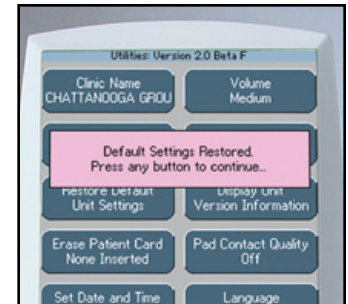 Utilities: Version 2.0 Beta F
Clinic Name
CHATTANOOGA GROU
Volume
Medium
Default Settings Restored.
Press any button to continue...
Restore Default
Unit Settings
Display Unit
Version Information
Erase Patient Card
None Inserted
Pad Contact Quality
Off
Set Date and Time
Language